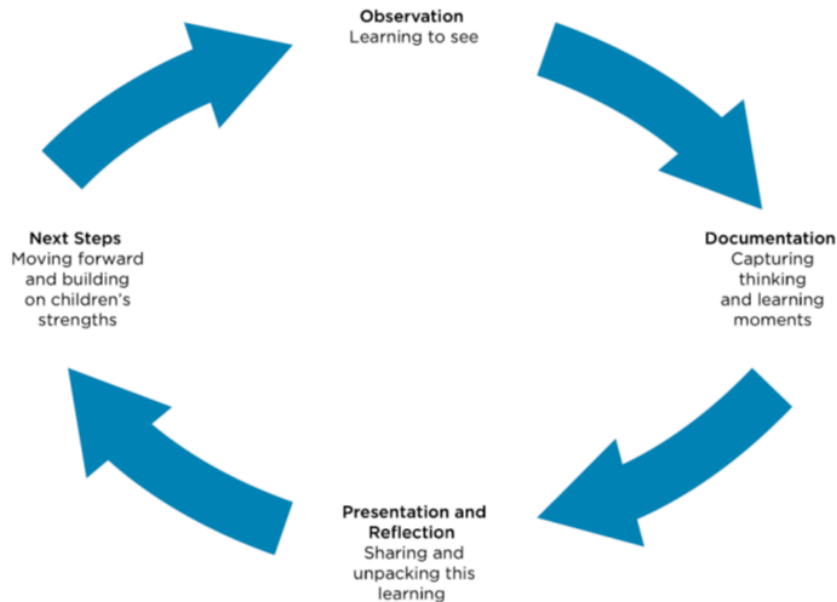 Observation
Learning to see
Documentation
Capturing
thinking
and learning
moments
Presentation and
Reflection
Sharing and
unpacking this
learning
Next Steps
Moving forward
and building
on children's
strengths